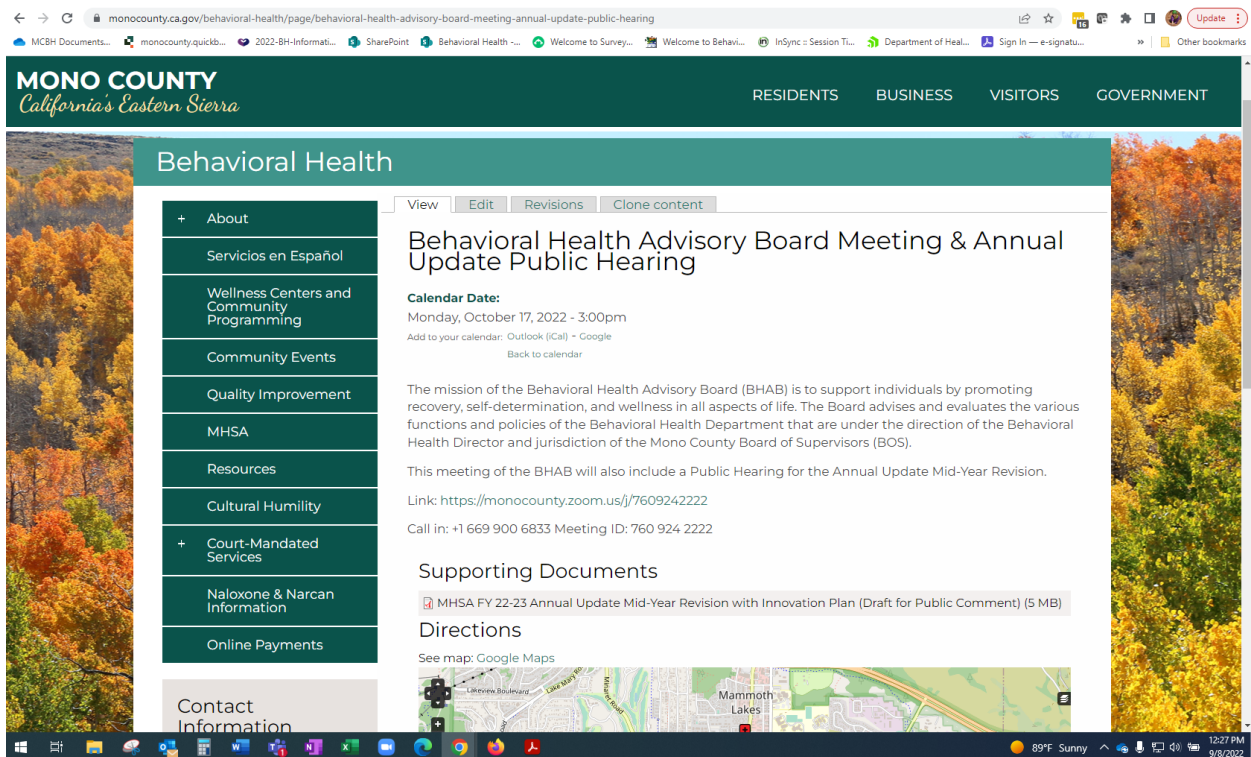 monocounty.ca.gov/behavioral-health/page/behavioral-health-advisory-board-meeting-annual-update-public-hearing
16
Update
MCBH Documents...
monocounty.quickb...
2022-BH-Informati...
SharePoint
Behavioral Health -...
Welcome to Survey...
Welcome to Behavi...
InSync :: Session Ti...
Department of Heal...
Sign In — e-signatu...
»
Other bookmarks
MONO COUNTY
California's Eastern Sierra
RESIDENTS
BUSINESS
VISITORS
GOVERNMENT
Behavioral Health
+ About
Servicios en Español
Wellness Centers and
Community
Programming
Community Events
Quality Improvement
MHSA
Resources
Cultural Humility
+ Court-Mandated
Services
Naloxone & Narcan
Information
Online Payments
Contact
Information
View
Edit
Revisions
Clone content
Behavioral Health Advisory Board Meeting & Annual
Update Public Hearing
Calendar Date:
Monday, October 17, 2022 - 3:00pm
Add to your calendar: Outlook (iCal) - Google
Back to calendar
The mission of the Behavioral Health Advisory Board (BHAB) is to support individuals by promoting
recovery, self-determination, and wellness in all aspects of life. The Board advises and evaluates the various
functions and policies of the Behavioral Health Department that are under the direction of the Behavioral
Health Director and jurisdiction of the Mono County Board of Supervisors (BOS).
This meeting of the BHAB will also include a Public Hearing for the Annual Update Mid-Year Revision.
Link: https://monocounty.zoom.us/j/7609242222
Call in: +1 669 900 6833 Meeting ID: 760 924 2222
Supporting Documents
MHSA FY 22-23 Annual Update Mid-Year Revision with Innovation Plan (Draft for Public Comment) (5 MB)
Directions
See map: Google Maps
Lakeview Boulevard
Lake Mary Road
Minaret Road
Mammoth
Lakes
+
89°F Sunny
12:27 PM
9/8/2022